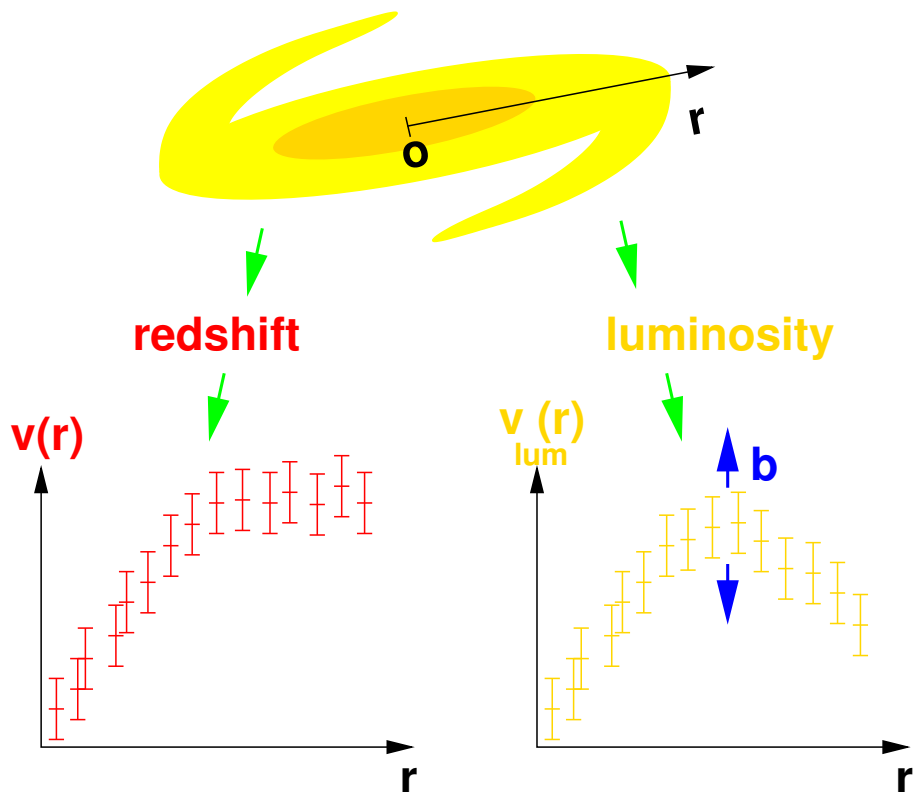 o
r
redshift
luminosity
v(r)
v (r)
lum
b
r
r